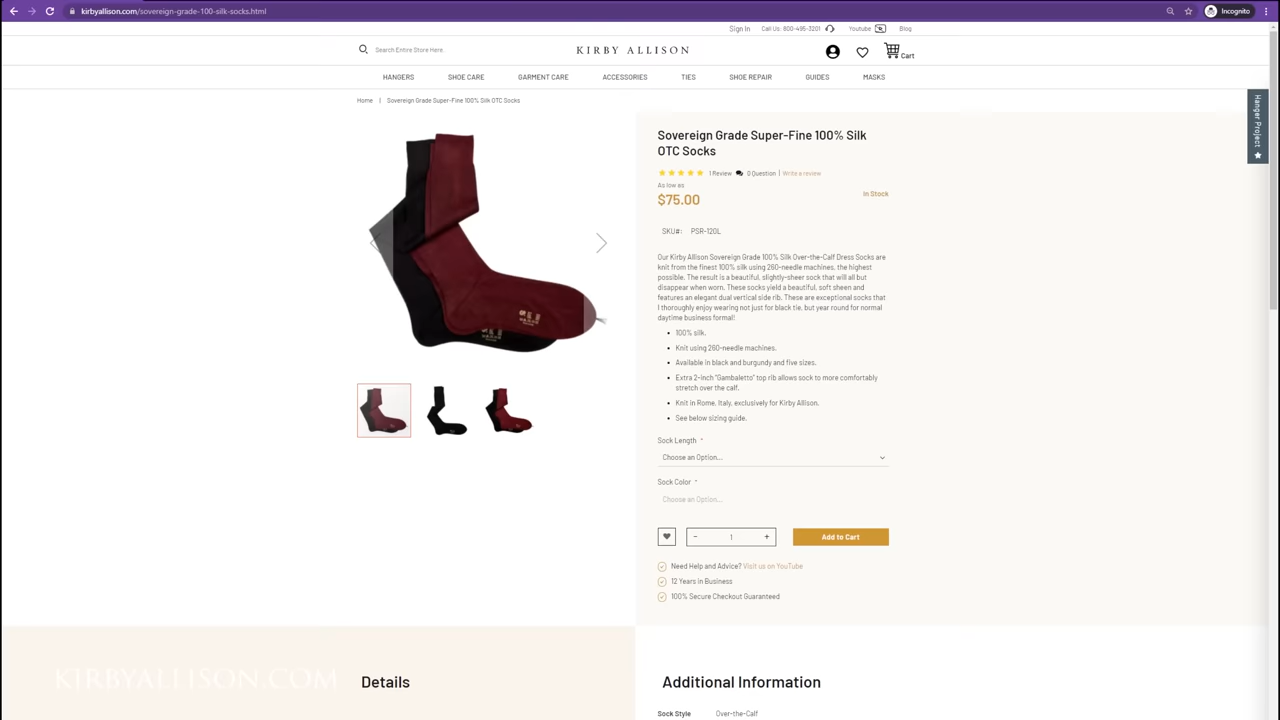 kirbyallison.com/sovereign-grade-100-silk-socks.html
Incognito
Sign In
Call Us: 800-495-3201
Youtube
Blog
Search Entire Store Here.
KIRBY ALLISON
Cart
HANGERS
SHOE CARE
GARMENT CARE
ACCESSORIES
TIES
SHOE REPAIR
GUIDES
MASKS
Hanger Project
Home | Sovereign Grade Super-Fine 100% Silk OTC Socks
Sovereign Grade Super-Fine 100% Silk
OTC Socks
1 Review 0 Question | Write a review
As low as
$75.00
In Stock
SKU#: PSR-120L
Our Kirby Allison Sovereign Grade 100% Silk Over-the-Calf Dress Socks are
knit from the finest 100% silk using 260-needle machines, the highest
possible. The result is a beautiful, slightly-sheer sock that will all but
disappear when worn. These socks yield a beautiful, soft sheen and
features an elegant dual vertical side rib. These are exceptional socks that
I thoroughly enjoy wearing not just for black tie, but year round for normal
daytime business formal!
• 100% silk.
• Knit using 260-needle machines.
• Available in black and burgundy and five sizes.
• Extra 2-inch "Gambaletto" top rib allows sock to more comfortably
stretch over the calf.
• Knit in Rome, Italy, exclusively for Kirby Allison.
• See below sizing guide.
Sock Length *
Choose an Option...
Sock Color *
Choose an Option...
- 1 +
Add to Cart
Need Help and Advice? Visit us on YouTube
12 Years in Business
100% Secure Checkout Guaranteed
KIRBYALLISON.COM
Details
Additional Information
Sock Style Over-the-Calf